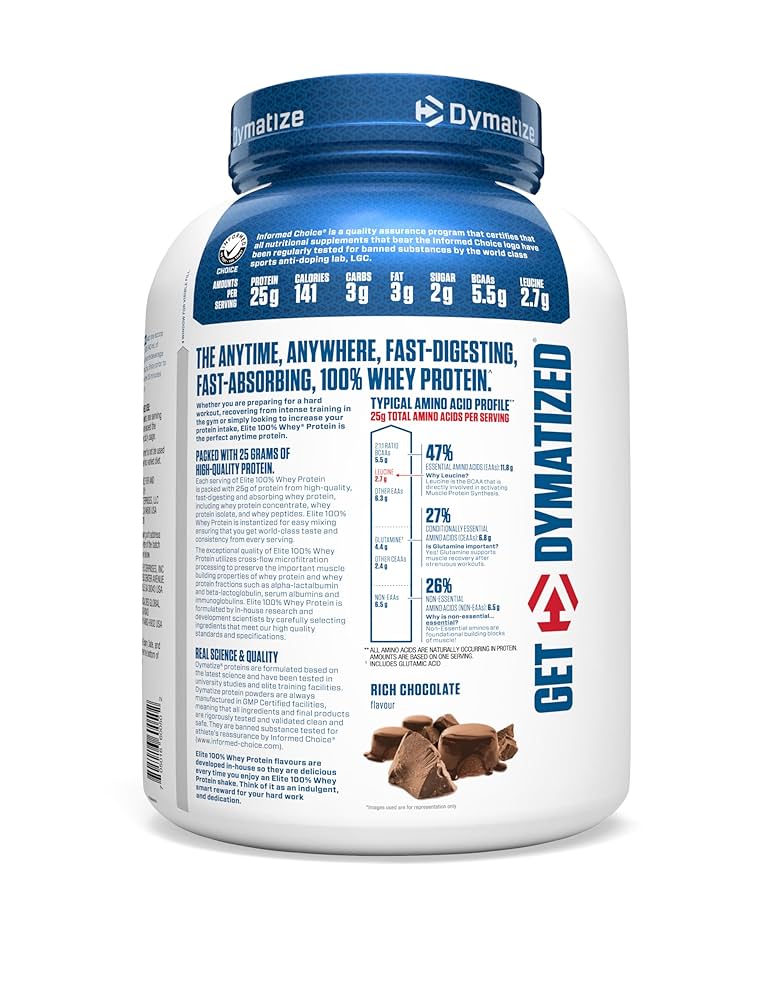 Dymatize
Dymatize
Informed Choice® is a quality assurance program that certifies that
all nutritional supplements that bear the Informed Choice logo have
been regularly tested for banned substances by the world class
sports anti-doping lab, LGC.
INFORMED
CHOICE
AMOUNTS
PER
SERVING
PROTEIN
25g
CALORIES
141
CARBS
3g
FAT
3g
SUGAR
2g
BCAAs
5.5g
LEUCINE
2.7g
THE ANYTIME, ANYWHERE, FAST-DIGESTING,
FAST-ABSORBING, 100% WHEY PROTEIN.^
Whether you are preparing for a hard
workout, recovering from intense training in
the gym or simply looking to increase your
protein intake, Elite 100% Whey® Protein is
the perfect anytime protein.
PACKED WITH 25 GRAMS OF
HIGH-QUALITY PROTEIN.
Each serving of Elite 100% Whey Protein
is packed with 25g of protein from high-quality,
fast-digesting and absorbing whey protein,
including whey protein concentrate, whey
protein isolate, and whey peptides. Elite 100%
Whey Protein is instantized for easy mixing
ensuring that you get world-class taste and
consistency from every serving.
The exceptional quality of Elite 100% Whey
Protein utilizes cross-flow microfiltration
processing to preserve the important muscle
building properties of whey protein and whey
protein fractions such as alpha-lactalbumin
and beta-lactoglobulin, serum albumins and
immunoglobulins. Elite 100% Whey Protein is
formulated by in-house research and
development scientists by carefully selecting
ingredients that meet our high quality
standards and specifications.
REAL SCIENCE & QUALITY
Dymatize® proteins are formulated based on
the latest science and have been tested in
university studies and elite training facilities.
Dymatize protein powders are always
manufactured in GMP Certified facilities,
meaning that all ingredients and final products
are rigorously tested and validated clean and
safe. They are banned substance tested for
athlete's reassurance by Informed Choice®
(www.informed-choice.com).
Elite 100% Whey Protein flavours are
developed in-house so they are delicious
every time you enjoy an Elite 100% Whey
Protein shake. Think of it as an indulgent,
smart reward for your hard work
and dedication.
TYPICAL AMINO ACID PROFILE**
25g TOTAL AMINO ACIDS PER SERVING
2:1:1 RATIO
BCAAs
5.5 g
LEUCINE
2.7 g
OTHER EAAs
6.3 g
GLUTAMINE†
4.4 g
OTHER CEAAs
2.4 g
NON-EAAs
6.5 g
47%
ESSENTIAL AMINO ACIDS (EAAs): 11.8 g
Why Leucine?
Leucine is the BCAA that is
directly involved in activating
Muscle Protein Synthesis.
27%
CONDITIONALLY ESSENTIAL
AMINO ACIDS (CEAAs): 6.8 g
Is Glutamine important?
Yes! Glutamine supports
muscle recovery after
strenuous workouts.
26%
NON-ESSENTIAL
AMINO ACIDS (NON-EAAs): 6.5 g
Why is non-essential...
essential?
Non-Essential aminos are
foundational building blocks
of muscle!
** ALL AMINO ACIDS ARE NATURALLY OCCURRING IN PROTEIN.
AMOUNTS ARE BASED ON ONE SERVING.
† INCLUDES GLUTAMIC ACID
RICH CHOCOLATE
flavour
*Images used are for representation only
GET DYMATIZED®